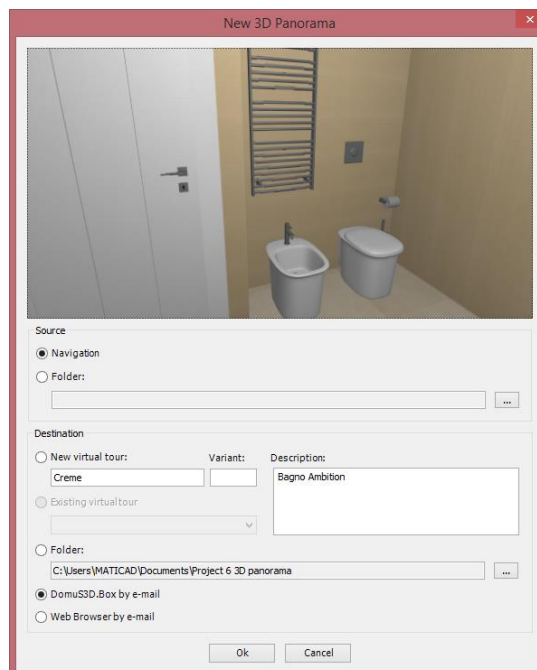 New 3D Panorama
Source
Navigation
Folder:
...
Destination
New virtual tour: Variant: Description:
Creme Bagno Ambition
Existing virtual tour
Folder:
C:\Users\MATICAD\Documents\Project 6 3D panorama ...
DomuS3D.Box by e-mail
Web Browser by e-mail
Ok Cancel